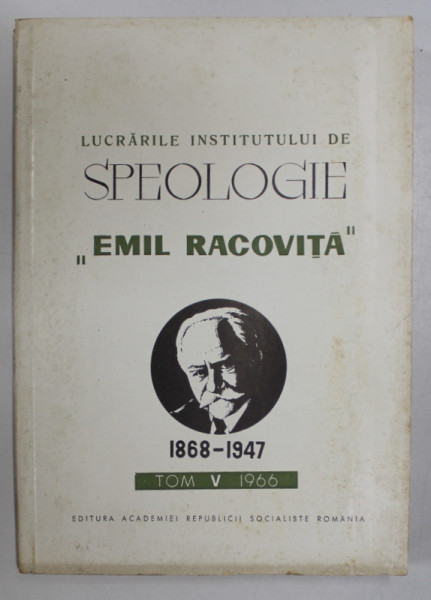 LUCRĂRILE INSTITUTULUI DE
SPEOLOGIE
„EMIL RACOVIŢĂ"
1868-1947
TOM V 1966
EDITURA ACADEMIEI REPUBLICII SOCIALISTE ROMÂNIA